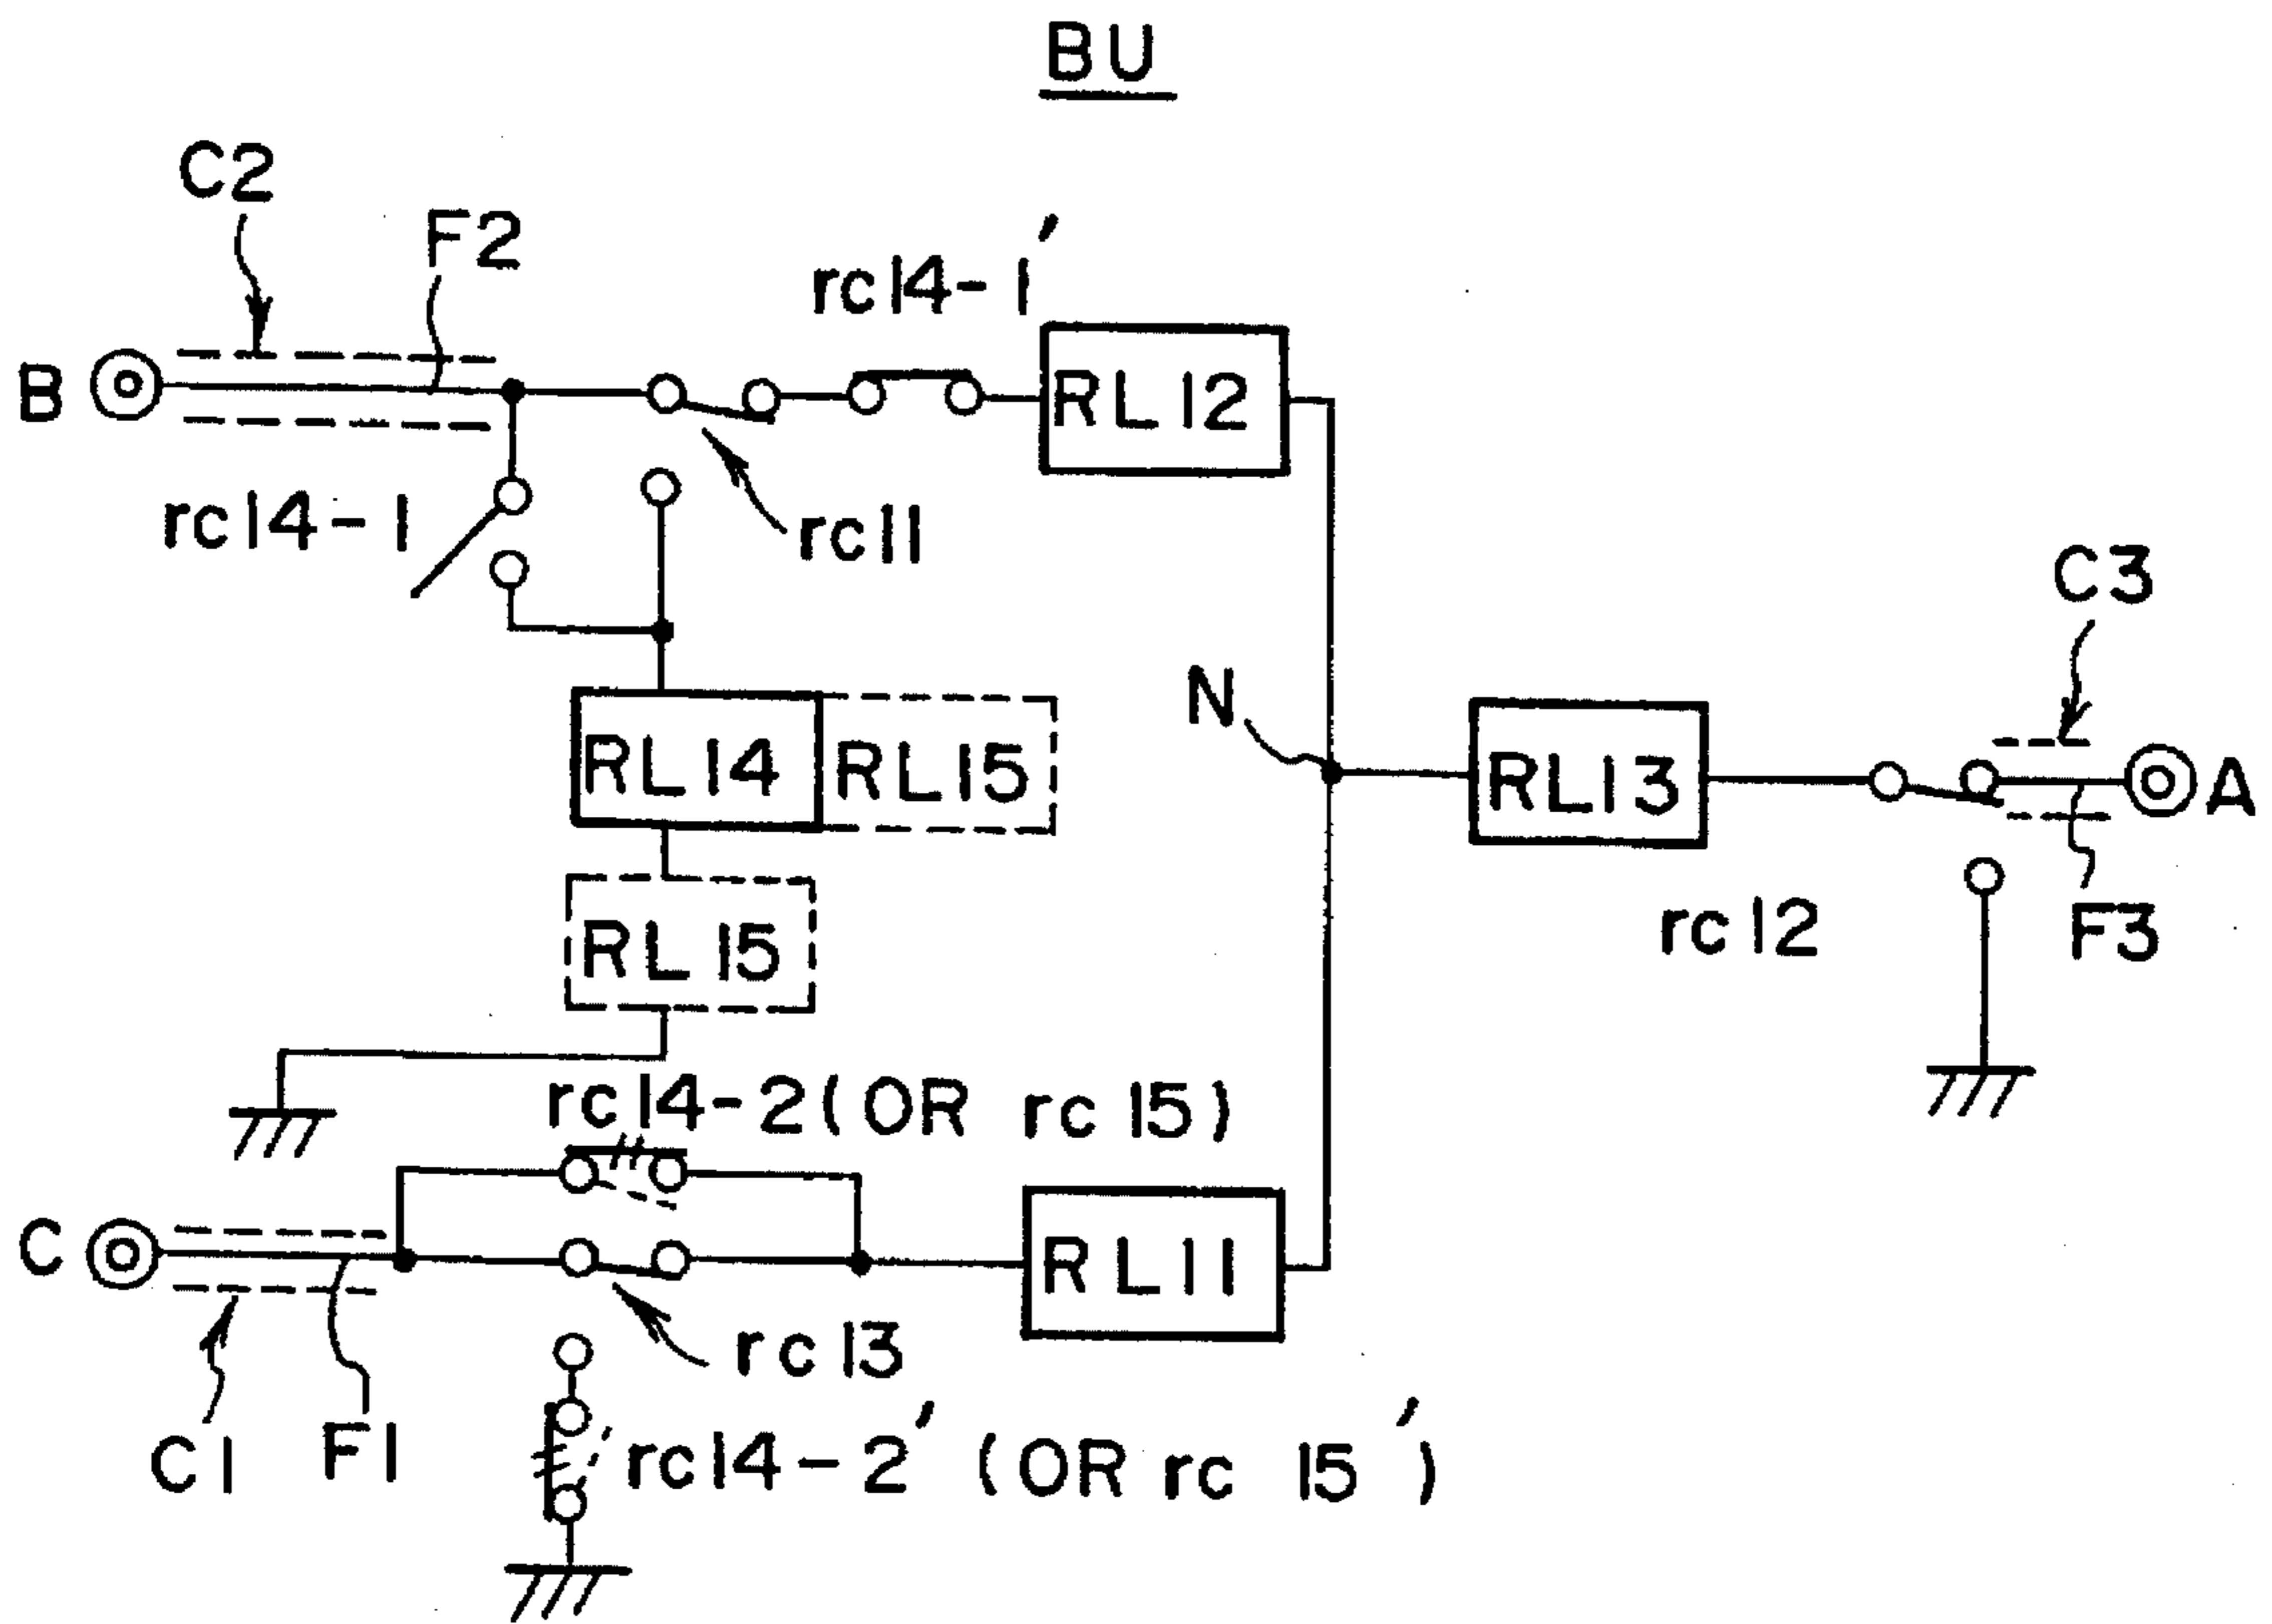 BU
C2
F2
rc14-1'
B
RL12
rc14-1
rc11
C3
N
RL14
RL15
RL13
A
RL15
rc12
F3
rc14-2(OR rc15)
C
RL11
rc13
C1
F1
rc14-2' (OR rc 15')